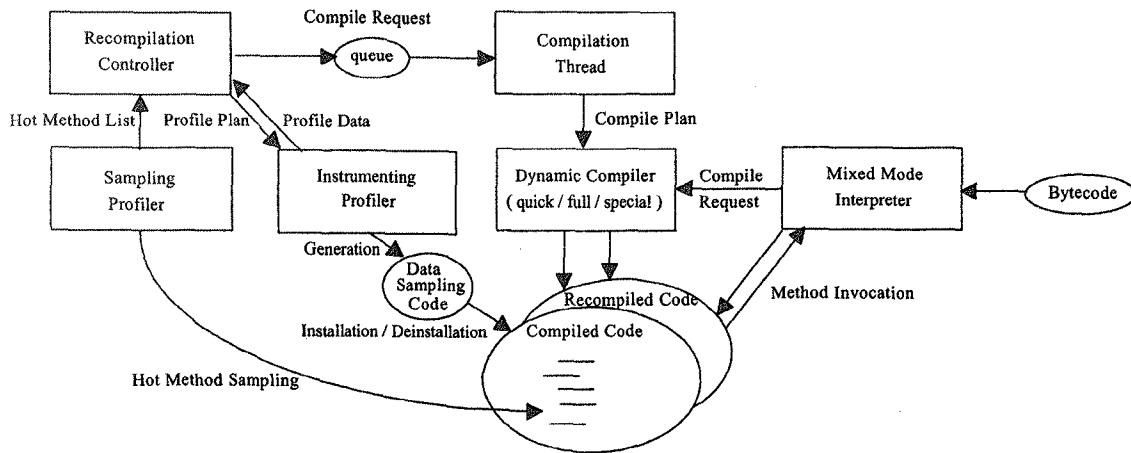 Compile Request
Recompilation
Controller
queue
Compilation
Thread
Hot Method List
Profile Plan
Profile Data
Compile Plan
Sampling
Profiler
Instrumenting
Profiler
Dynamic Compiler
( quick / full / special )
Compile
Request
Mixed Mode
Interpreter
Bytecode
Generation
Data
Sampling
Code
Recompiled Code
Method Invocation
Installation / Deinstallation
Compiled Code
Hot Method Sampling